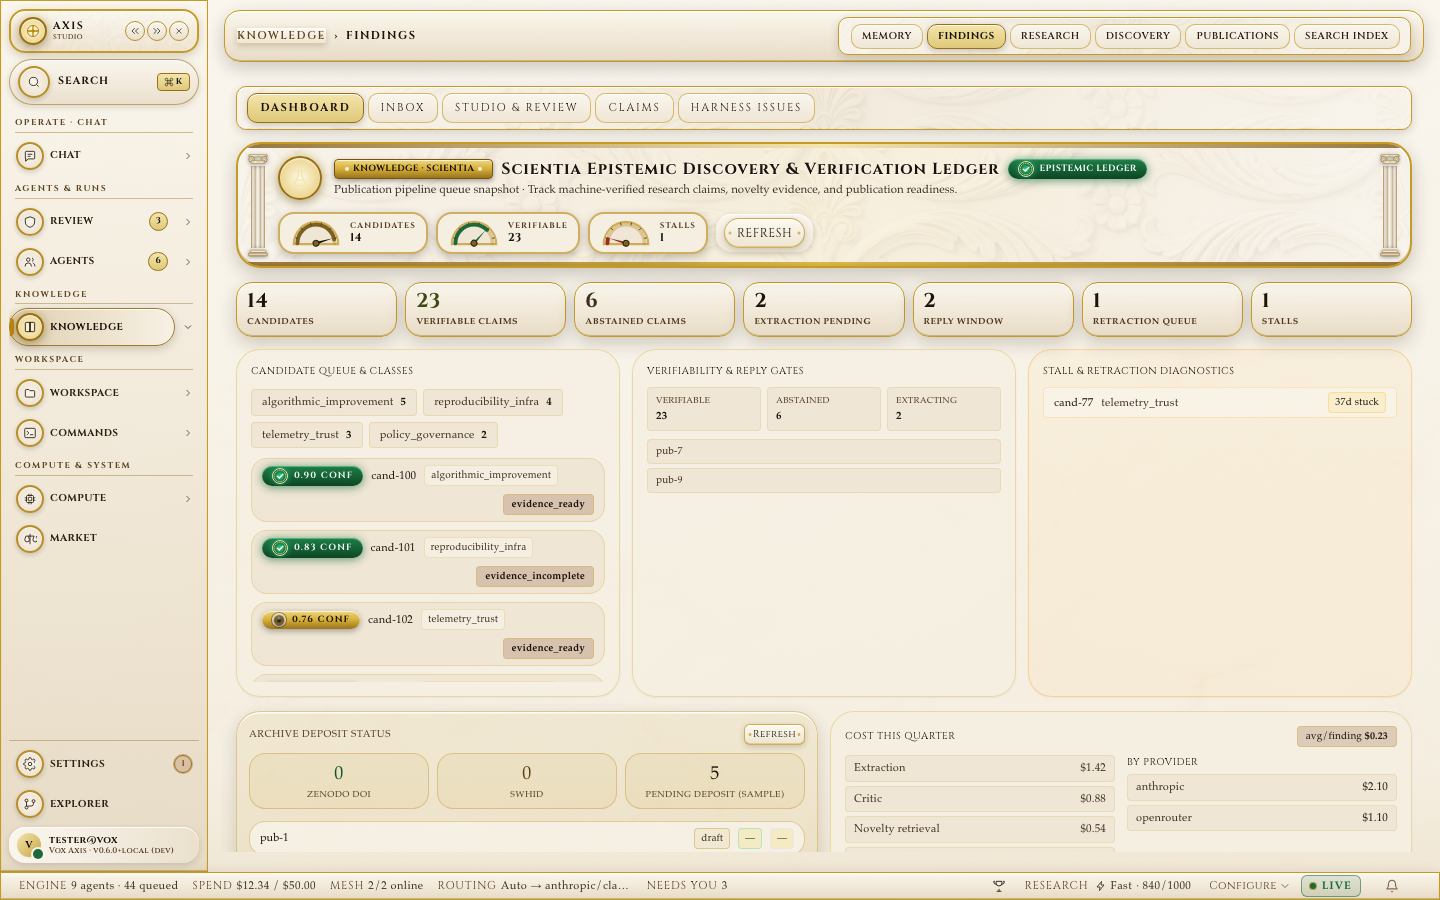 AXIS
STUDIO
SEARCH
⌘ K
OPERATE · CHAT
CHAT
AGENTS & RUNS
REVIEW 3
AGENTS 6
KNOWLEDGE
KNOWLEDGE
WORKSPACE
WORKSPACE
COMMANDS
COMPUTE & SYSTEM
COMPUTE
MARKET
SETTINGS 1
EXPLORER
V
TESTER@VOX
VOX AXIS · V0.6.0+LOCAL (DEV)
KNOWLEDGE › FINDINGS
MEMORY FINDINGS RESEARCH DISCOVERY PUBLICATIONS SEARCH INDEX
DASHBOARD INBOX STUDIO & REVIEW CLAIMS HARNESS ISSUES
KNOWLEDGE · SCIENTIA SCIENTIA EPISTEMIC DISCOVERY & VERIFICATION LEDGER EPISTEMIC LEDGER
Publication pipeline queue snapshot · Track machine-verified research claims, novelty evidence, and publication readiness.
CANDIDATES
14
VERIFIABLE
23
STALLS
1
REFRESH
14
CANDIDATES
23
VERIFIABLE CLAIMS
6
ABSTAINED CLAIMS
2
EXTRACTION PENDING
2
REPLY WINDOW
1
RETRACTION QUEUE
1
STALLS
CANDIDATE QUEUE & CLASSES
algorithmic_improvement 5 reproducibility_infra 4
telemetry_trust 3 policy_governance 2
0.90 CONF cand-100 algorithmic_improvement
evidence_ready
0.83 CONF cand-101 reproducibility_infra
evidence_incomplete
0.76 CONF cand-102 telemetry_trust
evidence_ready
VERIFIABILITY & REPLY GATES
VERIFIABLE
23
ABSTAINED
6
EXTRACTING
2
pub-7
pub-9
STALL & RETRACTION DIAGNOSTICS
cand-77 telemetry_trust 37d stuck
ARCHIVE DEPOSIT STATUS
REFRESH
0
ZENODO DOI
0
SWHID
5
PENDING DEPOSIT (SAMPLE)
pub-1 draft — —
COST THIS QUARTER
avg/finding $0.23
Extraction $1.42
Critic $0.88
Novelty retrieval $0.54
BY PROVIDER
anthropic $2.10
openrouter $1.10
ENGINE 9 agents · 44 queued SPEND $12.34 / $50.00 MESH 2/2 online ROUTING Auto → anthropic/cla… NEEDS YOU 3 RESEARCH Fast · 840/1000 CONFIGURE LIVE